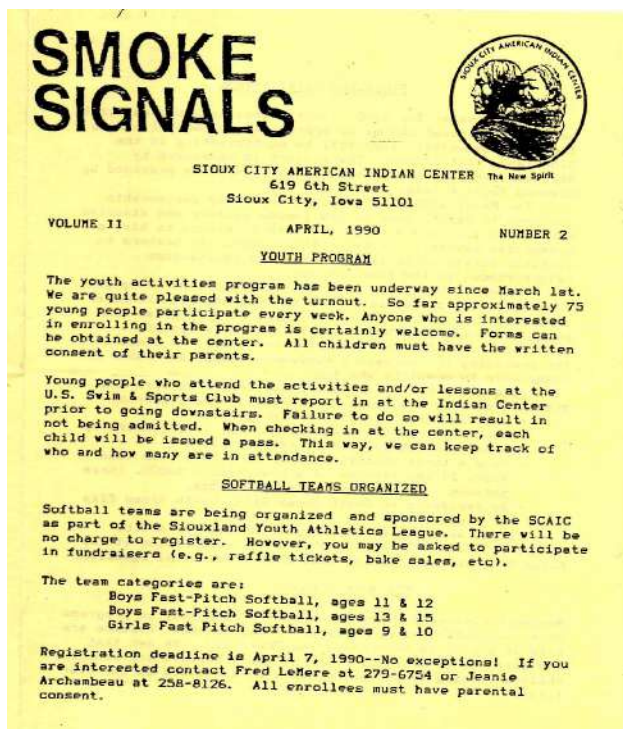 SMOKE
SIGNALS
SIOUX CITY AMERICAN INDIAN CENTER
The New Spirit
SIOUX CITY AMERICAN INDIAN CENTER
619 6th Street
Sioux City, Iowa 51101
VOLUME II APRIL, 1990 NUMBER 2
YOUTH PROGRAM
The youth activities program has been underway since March 1st.
We are quite pleased with the turnout. So far approximately 75
young people participate every week. Anyone who is interested
in enrolling in the program is certainly welcome. Forms can
be obtained at the center. All children must have the written
consent of their parents.
Young people who attend the activities and/or lessons at the
U.S. Swim & Sports Club must report in at the Indian Center
prior to going downstairs. Failure to do so will result in
not being admitted. When checking in at the center, each
child will be issued a pass. This way, we can keep track of
who and how many are in attendance.
SOFTBALL TEAMS ORGANIZED
Softball teams are being organized and sponsored by the SCAIC
as part of the Siouxland Youth Athletics League. There will be
no charge to register. However, you may be asked to participate
in fundraisers (e.g., raffle tickets, bake sales, etc).
The team categories are:
Boys Fast-Pitch Softball, ages 11 & 12
Boys Fast-Pitch Softball, ages 13 & 15
Girls Fast Pitch Softball, ages 9 & 10
Registration deadline is April 7, 1990--No exceptions! If you
are interested contact Fred LeMere at 279-6754 or Jeanie
Archambeau at 258-8126. All enrollees must have parental
consent.